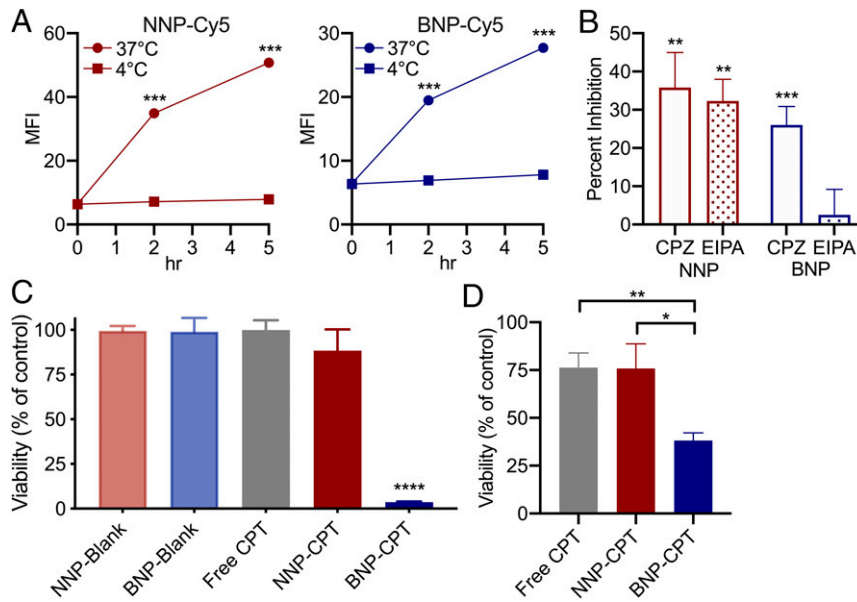 A
NNP-Cy5
37°C
4°C
***
***
MFI
60
40
20
0
0 1 2 3 4 5
hr
BNP-Cy5
37°C
4°C
***
***
MFI
30
20
10
0
0 1 2 3 4 5
hr
B
Percent Inhibition
50
40
30
20
10
0
** ** ***
CPZ EIPA CPZ EIPA
NNP BNP
C
Viability (% of control)
100
75
50
25
0
****
NNP-Blank
BNP-Blank
Free CPT
NNP-CPT
BNP-CPT
D
Viability (% of control)
100
75
50
25
0
**
*
Free CPT
NNP-CPT
BNP-CPT